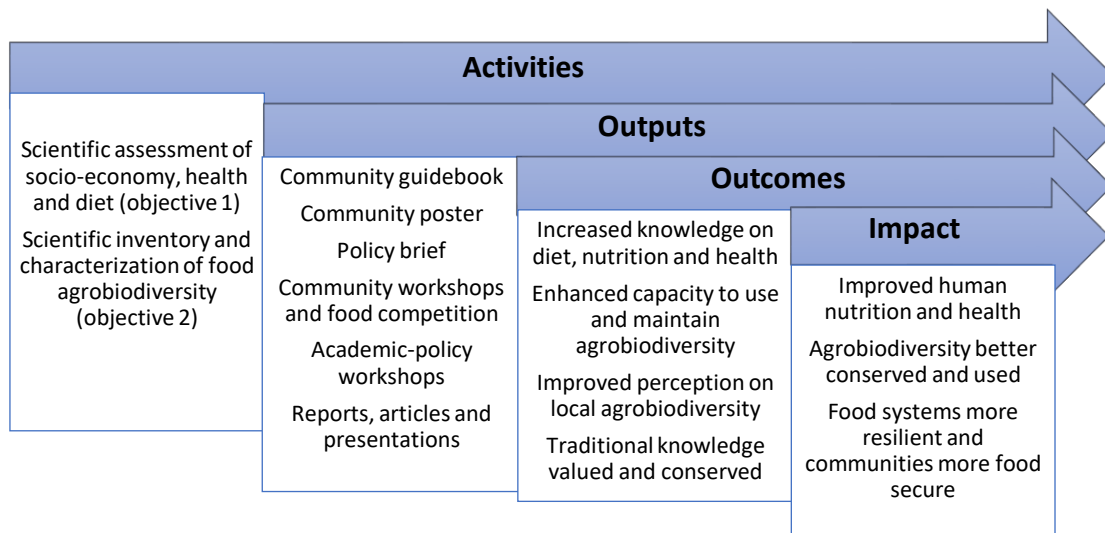 Activities
Scientific assessment of
socio-economy, health
and diet (objective 1)
Scientific inventory and
characterization of food
agrobiodiversity
(objective 2)
Outputs
Community guidebook
Community poster
Policy brief
Community workshops
and food competition
Academic-policy
workshops
Reports, articles and
presentations
Outcomes
Increased knowledge on
diet, nutrition and health
Enhanced capacity to use
and maintain
agrobiodiversity
Improved perception on
local agrobiodiversity
Traditional knowledge
valued and conserved
Impact
Improved human
nutrition and health
Agrobiodiversity better
conserved and used
Food systems more
resilient and
communities more food
secure